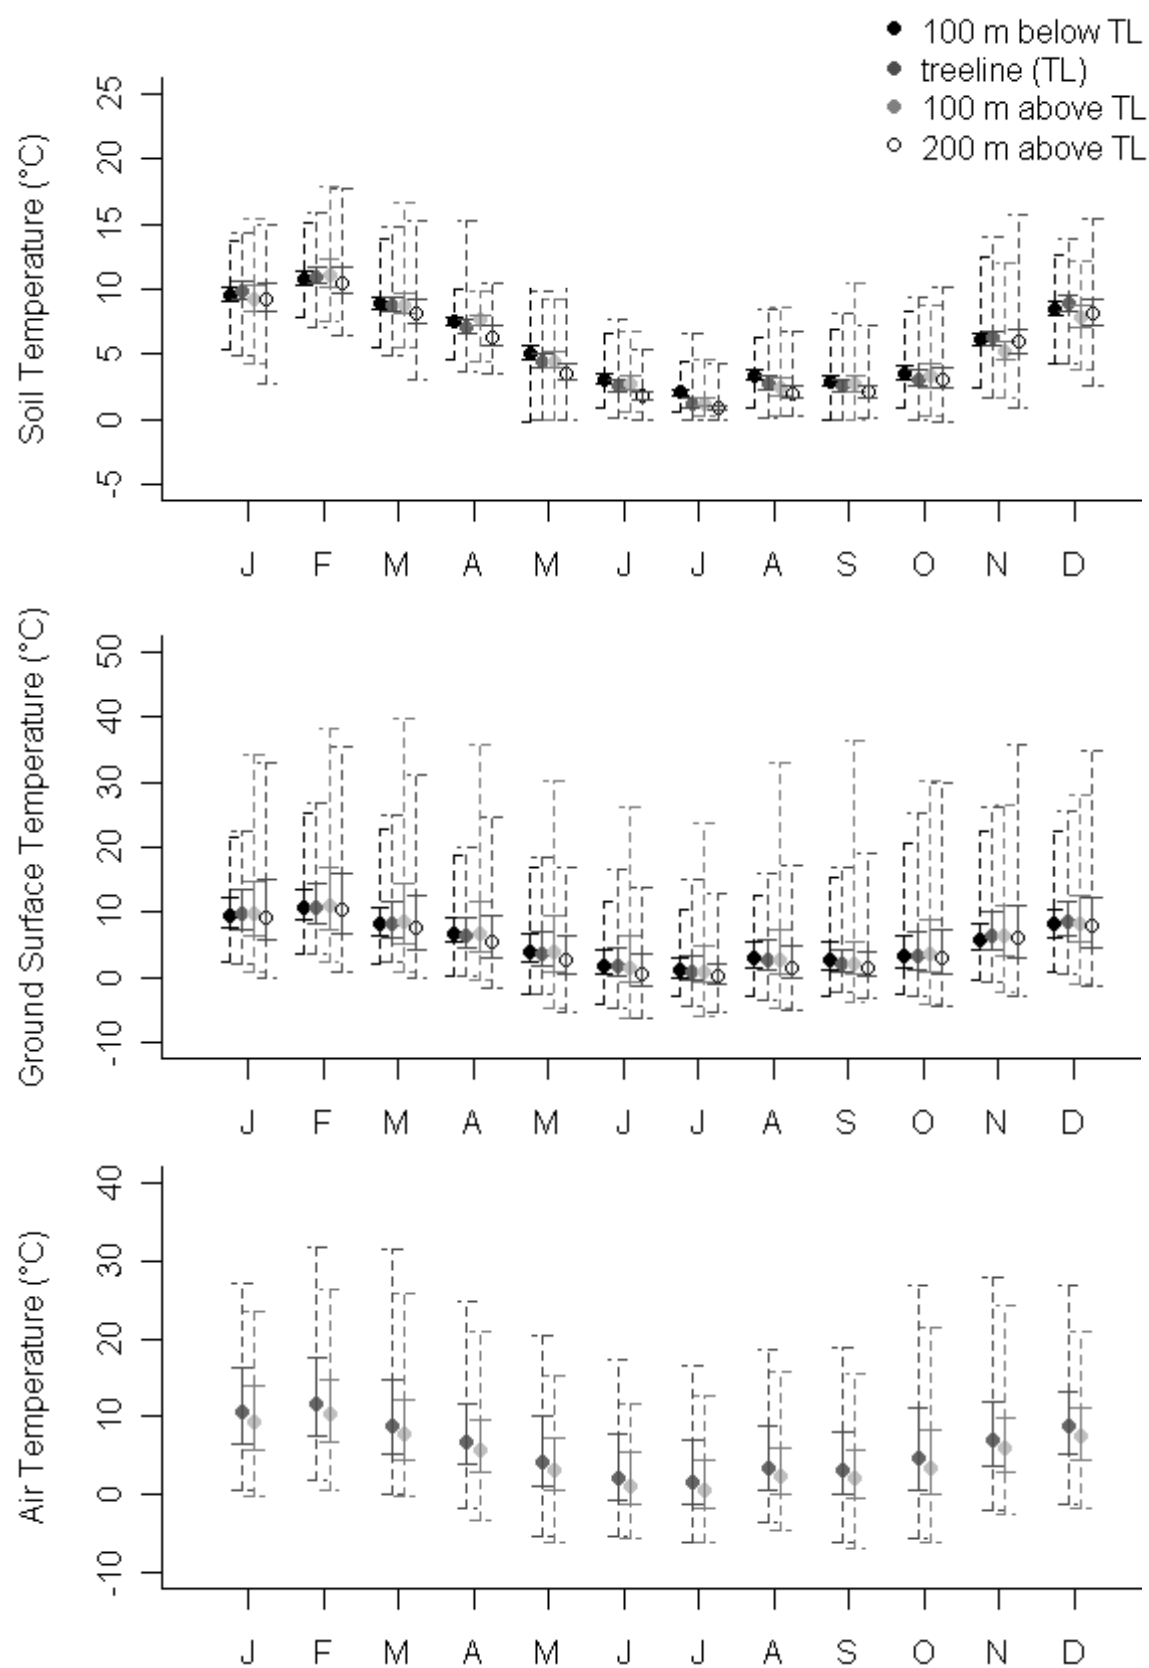 100 m below TL
treeline (TL)
100 m above TL
200 m above TL
Soil Temperature (°C)
25
20
15
10
5
0
-5
J F M A M J J A S O N D
Ground Surface Temperature (°C)
50
40
30
20
10
0
-10
J F M A M J J A S O N D
Air Temperature (°C)
40
30
20
10
0
-10
J F M A M J J A S O N D